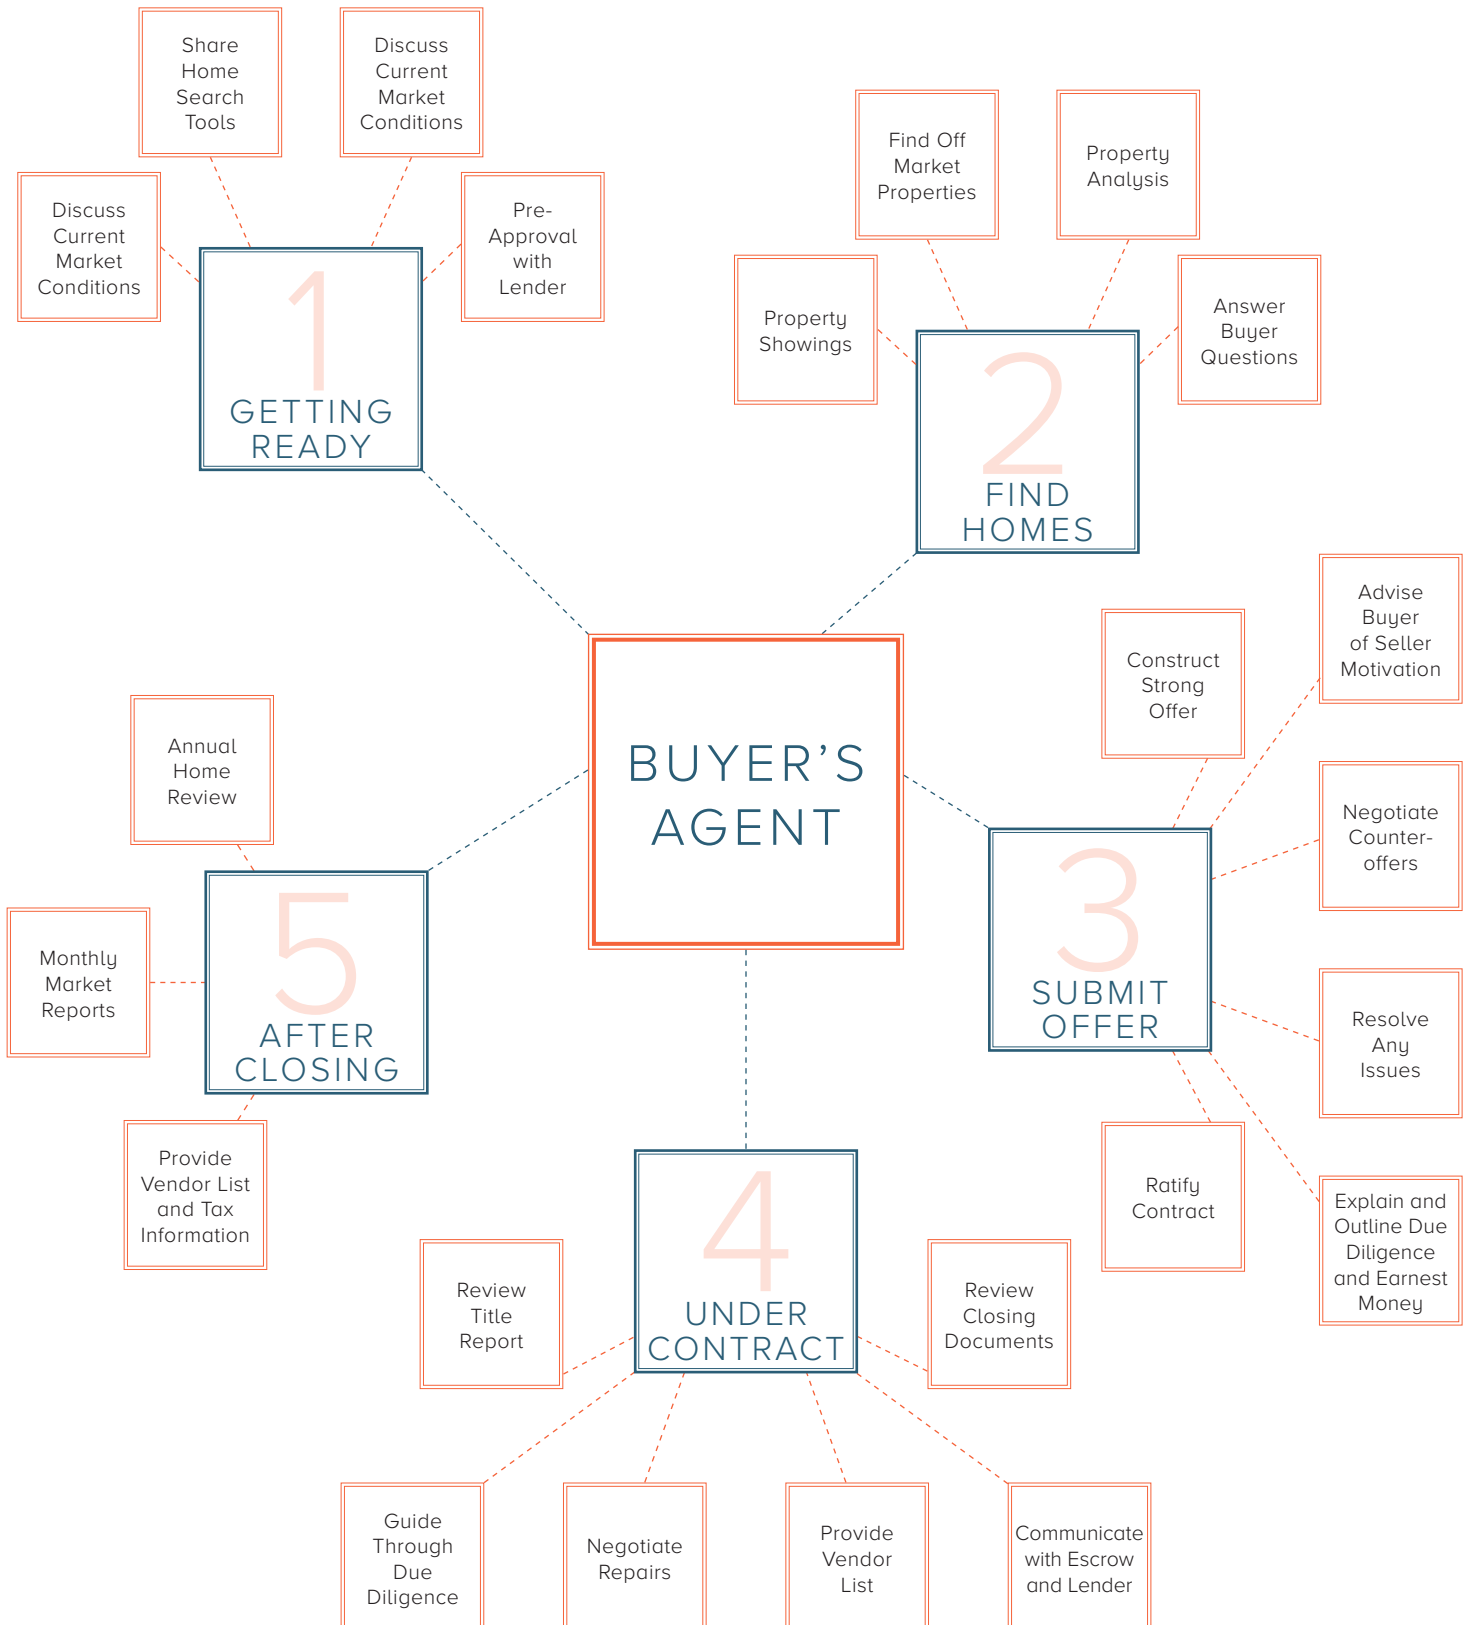 Share
Home
Search
Tools
Discuss
Current
Market
Conditions
Discuss
Current
Market
Conditions
Pre-
Approval
with
Lender
1
GETTING
READY
Find Off
Market
Properties
Property
Analysis
Property
Showings
Answer
Buyer
Questions
2
FIND
HOMES
BUYER’S
AGENT
Construct
Strong
Offer
Advise
Buyer
of Seller
Motivation
Negotiate
Counter-
offers
3
SUBMIT
OFFER
Resolve
Any
Issues
Ratify
Contract
Explain and
Outline Due
Diligence
and Earnest
Money
Annual
Home
Review
Monthly
Market
Reports
5
AFTER
CLOSING
Provide
Vendor List
and Tax
Information
4
UNDER
CONTRACT
Review
Title
Report
Review
Closing
Documents
Guide
Through
Due
Diligence
Negotiate
Repairs
Provide
Vendor
List
Communicate
with Escrow
and Lender